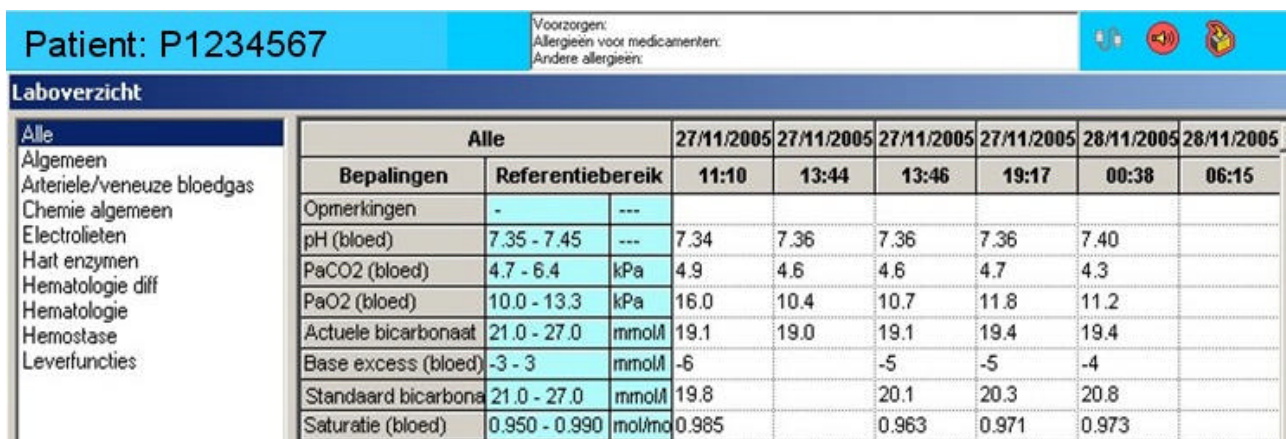 Patient: P1234567
Voorzorgen:
Allergieën voor medicamenten:
Andere allergieën:
Laboverzicht
Alle
Algemeen
Arteriele/veneuze bloedgas
Chemie algemeen
Electrolieten
Hart enzymen
Hematologie diff
Hematologie
Hemostase
Leverfuncties
Alle 27/11/2005 27/11/2005 27/11/2005 27/11/2005 28/11/2005 28/11/2005
Bepalingen Referentiebereik 11:10 13:44 13:46 19:17 00:38 06:15
Opmerkingen - ---
pH (bloed) 7.35 - 7.45 --- 7.34 7.36 7.36 7.36 7.40
PaCO2 (bloed) 4.7 - 6.4 kPa 4.9 4.6 4.6 4.7 4.3
PaO2 (bloed) 10.0 - 13.3 kPa 16.0 10.4 10.7 11.8 11.2
Actuele bicarbonaat 21.0 - 27.0 mmol/l 19.1 19.0 19.1 19.4 19.4
Base excess (bloed) -3 - 3 mmol/l -6 -5 -5 -4
Standaard bicarbona 21.0 - 27.0 mmol/l 19.8 20.1 20.3 20.8
Saturatie (bloed) 0.950 - 0.990 mol/mo 0.985 0.963 0.971 0.973